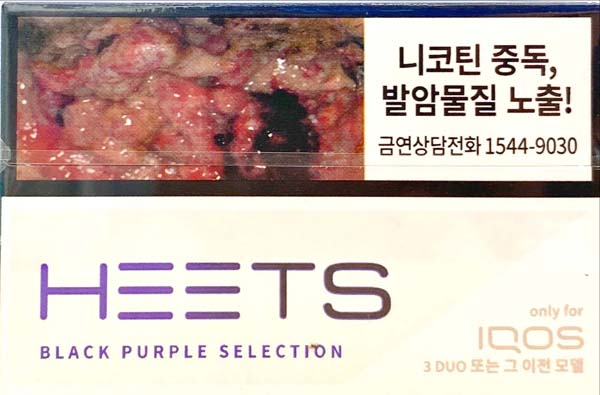 니코틴 중독,
발암물질 노출!
금연상담전화 1544-9030
HEETS
BLACK PURPLE SELECTION
only for
IQOS
3 DUO 또는 그 이전 모델